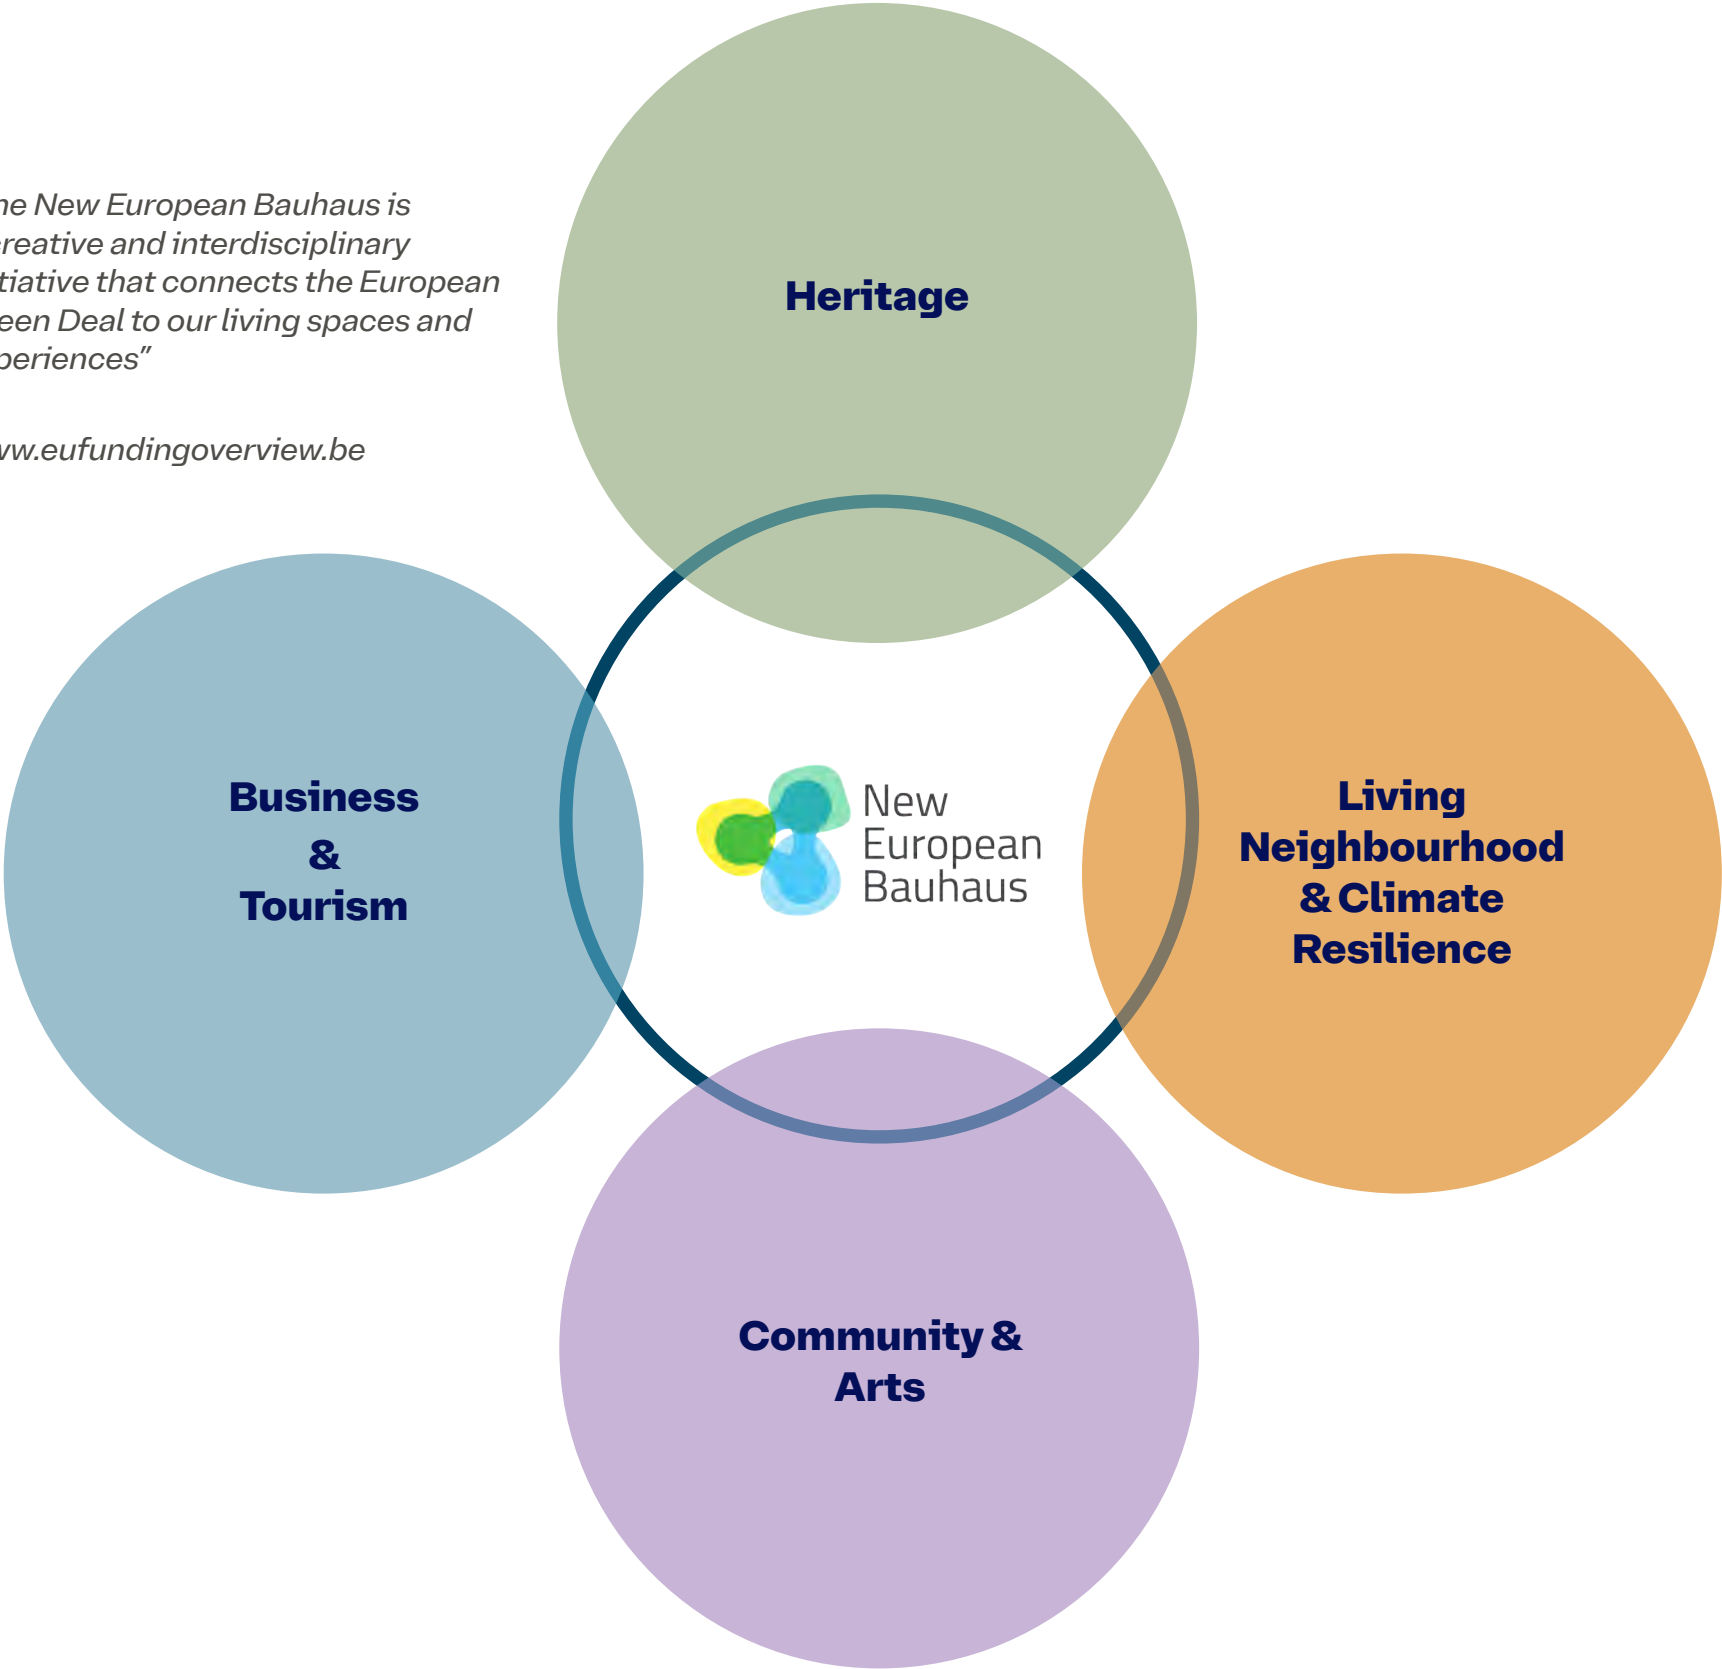 ne New European Bauhaus is
reative and interdisciplinary
tiative that connects the European
een Deal to our living spaces and
periences”
w.eufundingoverview.be
Heritage
Business
&
Tourism
New
European
Bauhaus
Living
Neighbourhood
& Climate
Resilience
Community &
Arts